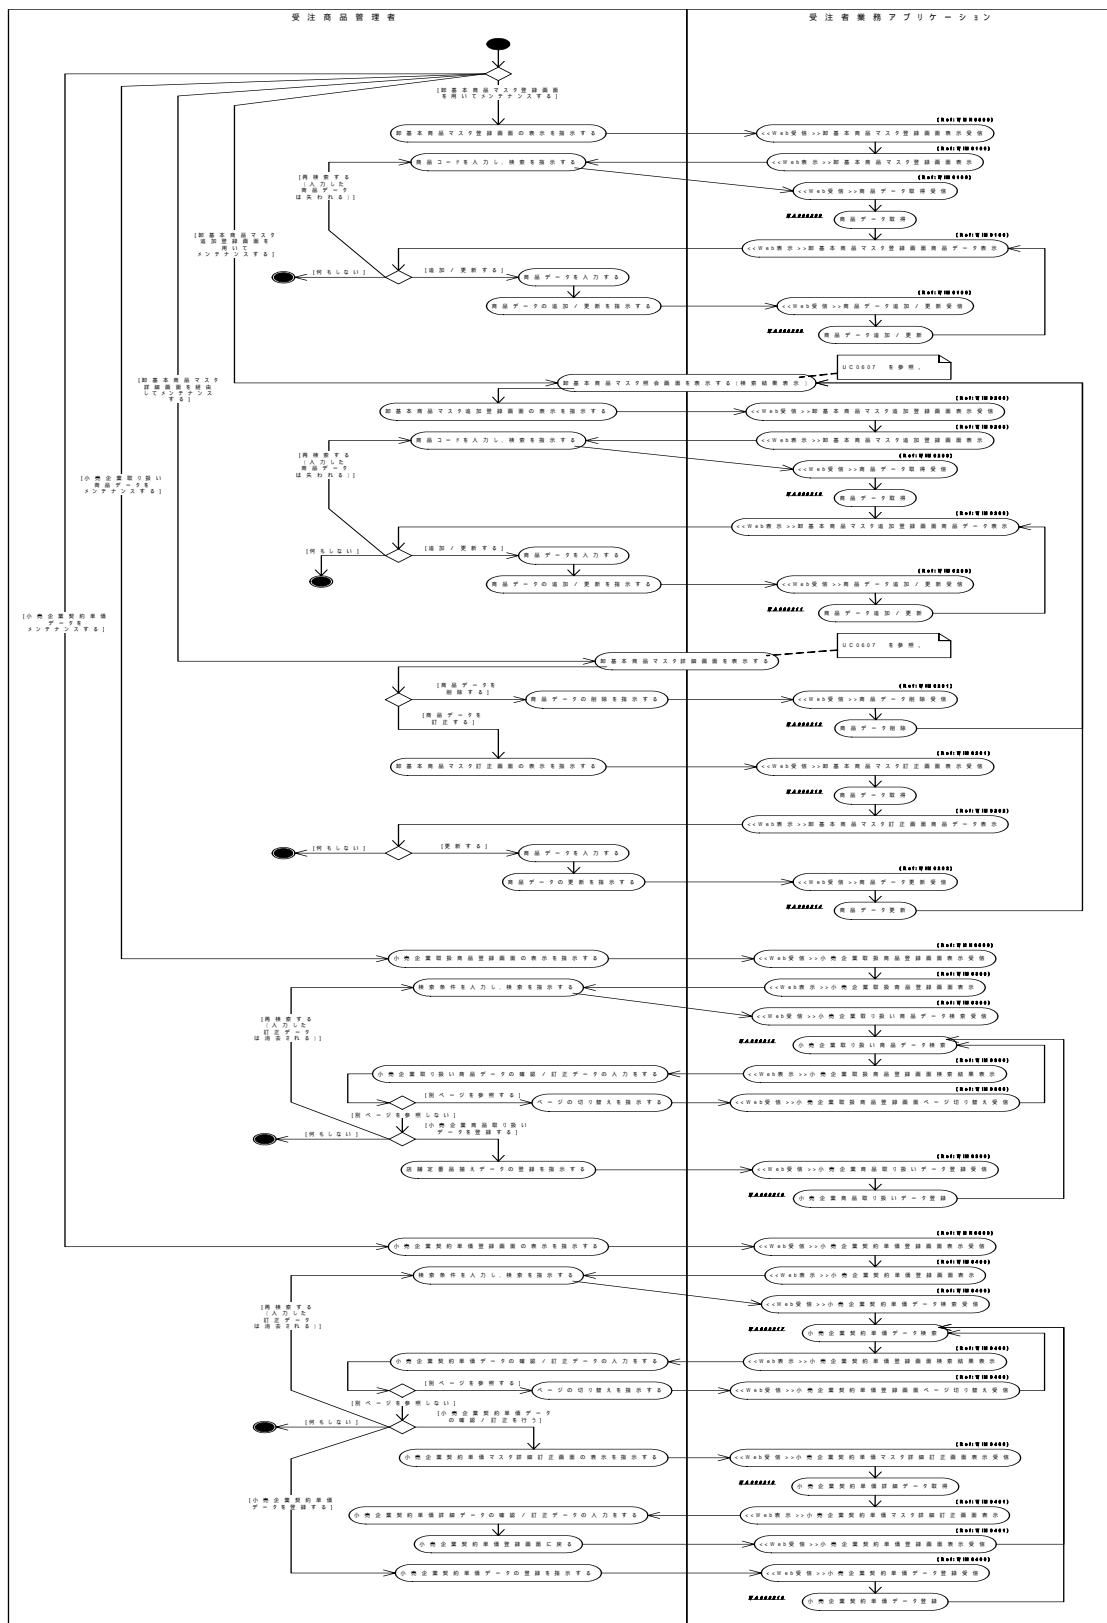 受注商品管理者
受注者業務アプリケーション
[卸基本商品マスタ登録画面
を用いてメンテナンスする]
卸基本商品マスタ登録画面の表示を指示する
<<Web受信>>卸基本商品マスタ登録画面表示受信
商品コードを入力し、検索を指示する
<<Web表示>>卸基本商品マスタ登録画面表示
[再検索する
(入力した
商品データ
は失われる)]
<<Web受信>>商品データ取得受信
商品データ取得
[卸基本商品マスタ
追加登録画面を
用いて
メンテナンスする]
<<Web表示>>卸基本商品マスタ登録画面商品データ表示
[何もしない]
[追加/更新する]
商品データを入力する
商品データの追加/更新を指示する
<<Web受信>>商品データ追加/更新受信
商品データ追加/更新
[卸基本商品マスタ
詳細画面を経由
してメンテナンス
する]
UC0607 を参照。
卸基本商品マスタ照会画面を表示する(検索結果表示)
卸基本商品マスタ追加登録画面の表示を指示する
<<Web受信>>卸基本商品マスタ追加登録画面表示受信
商品コードを入力し、検索を指示する
<<Web表示>>卸基本商品マスタ追加登録画面表示
[再検索する
(入力した
商品データ
は失われる)]
<<Web受信>>商品データ取得受信
[小売企業取り扱い
商品データを
メンテナンスする]
商品データ取得
<<Web表示>>卸基本商品マスタ追加登録画面商品データ表示
[何もしない]
[追加/更新する]
商品データを入力する
商品データの追加/更新を指示する
<<Web受信>>商品データ追加/更新受信
商品データ追加/更新
[小売企業契約単価
データを
メンテナンスする]
UC0607 を参照。
卸基本商品マスタ詳細画面を表示する
[商品データを
削除する]
商品データの削除を指示する
<<Web受信>>商品データ削除受信
[商品データを
訂正する]
商品データ削除
卸基本商品マスタ訂正画面の表示を指示する
<<Web受信>>卸基本商品マスタ訂正画面表示受信
商品データ取得
<<Web表示>>卸基本商品マスタ訂正画面商品データ表示
[何もしない]
[更新する]
商品データを入力する
商品データの更新を指示する
<<Web受信>>商品データ更新受信
商品データ更新
小売企業取扱商品登録画面の表示を指示する
<<Web受信>>小売企業取扱商品登録画面表示受信
検索条件を入力し、検索を指示する
<<Web表示>>小売企業取扱商品登録画面表示
[再検索する
(入力した
訂正データ
は消去される)]
<<Web受信>>小売企業取り扱い商品データ検索受信
小売企業取り扱い商品データ検索
小売企業取り扱い商品データの確認/訂正データの入力をする
<<Web表示>>小売企業取扱商品登録画面検索結果表示
[別ページを参照する]
ページの切り替えを指示する
<<Web受信>>小売企業取扱商品登録画面ページ切り替え受信
[別ページを参照しない]
[何もしない]
[小売企業商品取り扱い
データを登録する]
店舗定番品揃えデータの登録を指示する
<<Web受信>>小売企業商品取り扱いデータ登録受信
小売企業商品取り扱いデータ登録
小売企業契約単価登録画面の表示を指示する
<<Web受信>>小売企業契約単価登録画面表示受信
検索条件を入力し、検索を指示する
<<Web表示>>小売企業契約単価登録画面表示
[再検索する
(入力した
訂正データ
は消去される)]
<<Web受信>>小売企業契約単価データ検索受信
小売企業契約単価データ検索
小売企業契約単価データの確認/訂正データの入力をする
<<Web表示>>小売企業契約単価登録画面検索結果表示
[別ページを参照する]
ページの切り替えを指示する
<<Web受信>>小売企業契約単価登録画面ページ切り替え受信
[別ページを参照しない]
[何もしない]
[小売企業契約単価データ
の確認/訂正を行う]
小売企業契約単価マスタ詳細訂正画面の表示を指示する
<<Web受信>>小売企業契約単価マスタ詳細訂正画面表示受信
小売企業契約単価詳細データ取得
[小売企業契約単価
データを登録する]
小売企業契約単価詳細データの確認/訂正データの入力をする
<<Web表示>>小売企業契約単価マスタ詳細訂正画面表示
小売企業契約単価登録画面に戻る
<<Web受信>>小売企業契約単価登録画面表示受信
小売企業契約単価データの登録を指示する
<<Web受信>>小売企業契約単価データ登録受信
小売企業契約単価データ登録